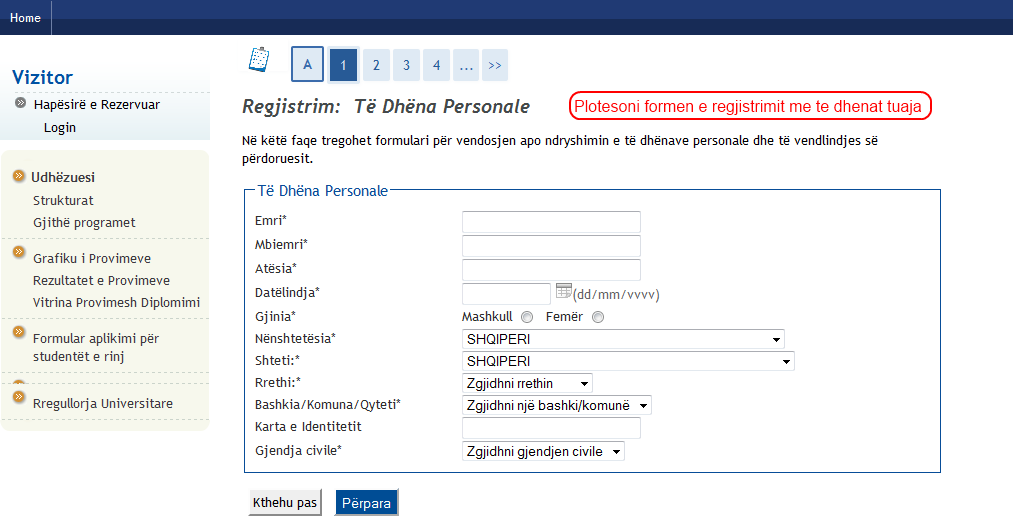 Home
A 1 2 3 4 ... >>
Vizitor
Hapësirë e Rezervuar
Login
Udhëzuesi
Strukturat
Gjithë programet
Grafiku i Provimeve
Rezultatet e Provimeve
Vitrina Provimesh Diplomimi
Formular aplikimi për
studentët e rinj
Rregullorja Universitare
Regjistrim: Të Dhëna Personale
Plotesoni formen e regjistrimit me te dhenat tuaja
Në këtë faqe tregohet formulari për vendosjen apo ndryshimin e të dhënave personale dhe të vendlindjes së
përdoruesit.
Të Dhëna Personale
Emri*
Mbiemri*
Atësia*
Datëlindja* (dd/mm/vvvv)
Gjinia* Mashkull Femër
Nënshtetësia* SHQIPERI
Shteti:* SHQIPERI
Rrethi:* Zgjidhni rrethin
Bashkia/Komuna/Qyteti* Zgjidhni një bashki/komunë
Karta e Identitetit
Gjendja civile* Zgjidhni gjendjen civile
Kthehu pas Përpara